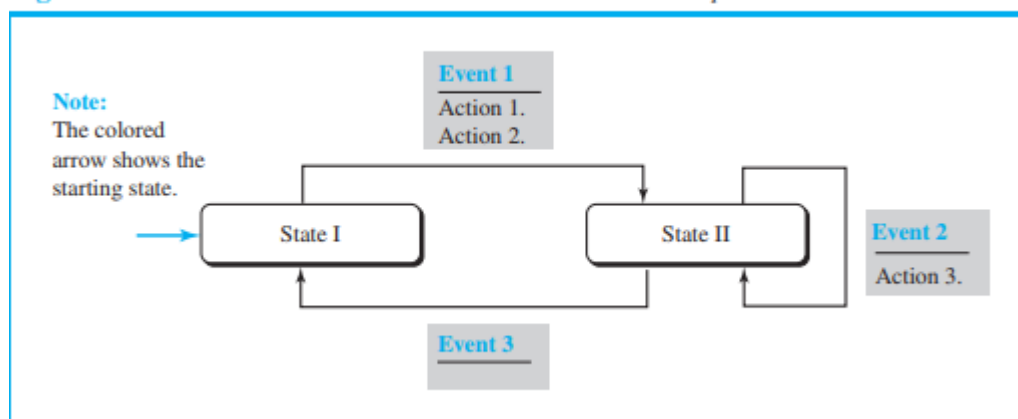 Note:
The colored
arrow shows the
starting state.
Event 1
Action 1.
Action 2.
State I
State II
Event 2
Action 3.
Event 3